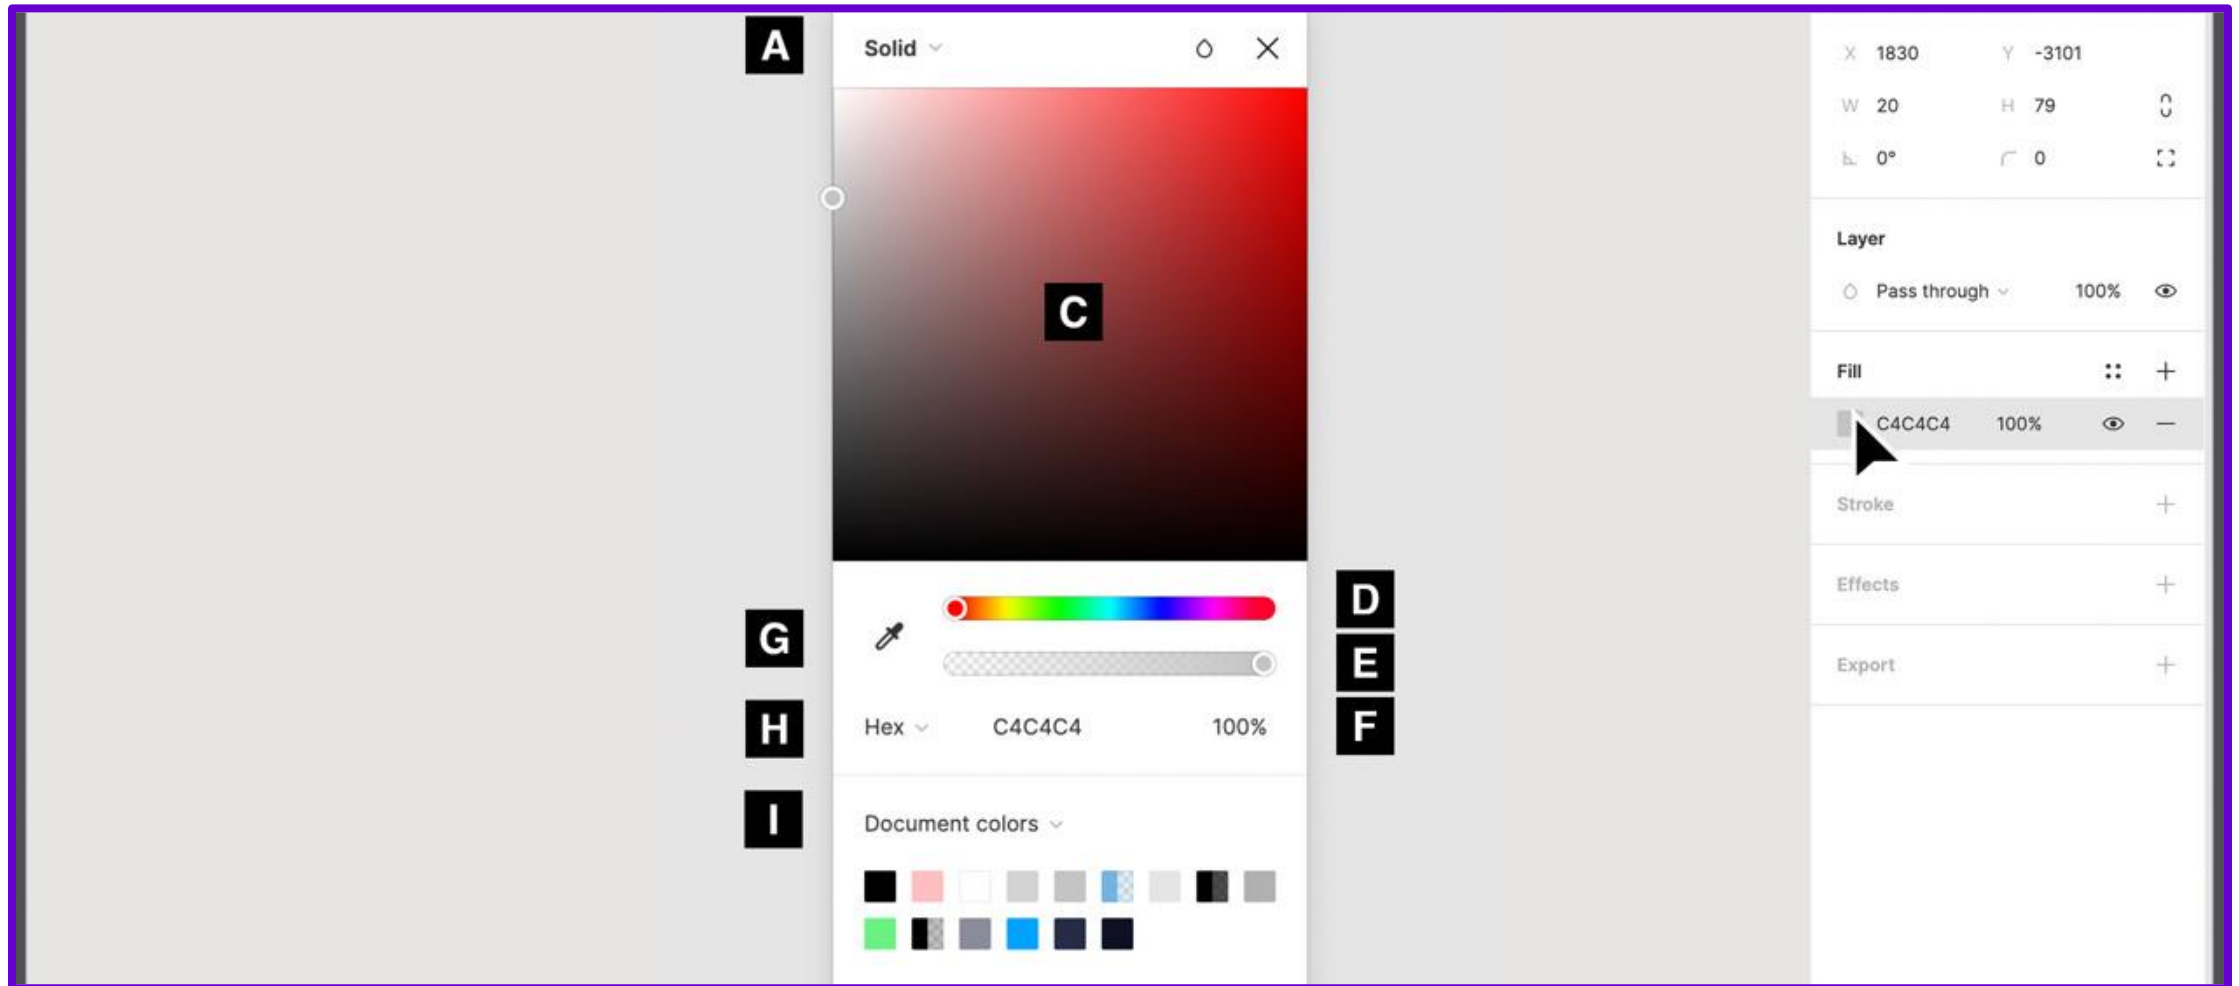 A
Solid
C
D
G
E
H
Hex C4C4C4 100%
F
I
Document colors
X 1830 Y -3101
W 20 H 79
0° 0
Layer
Pass through 100%
Fill
C4C4C4 100%
Stroke
Effects
Export